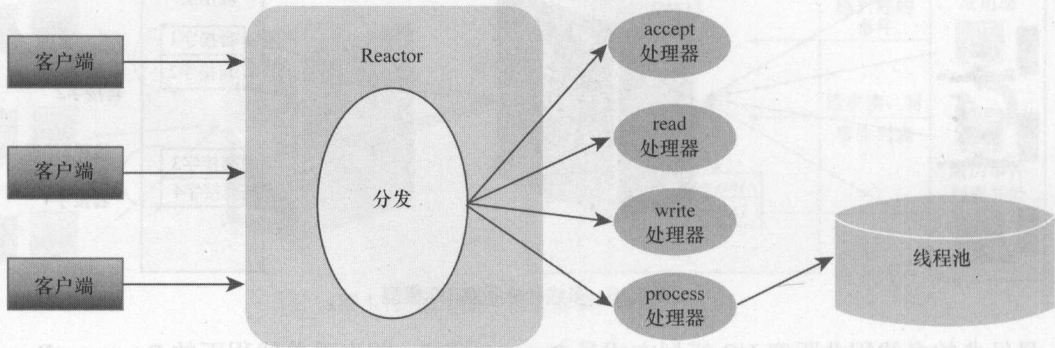 客户端
客户端
客户端
Reactor
分发
accept
处理器
read
处理器
write
处理器
process
处理器
线程池